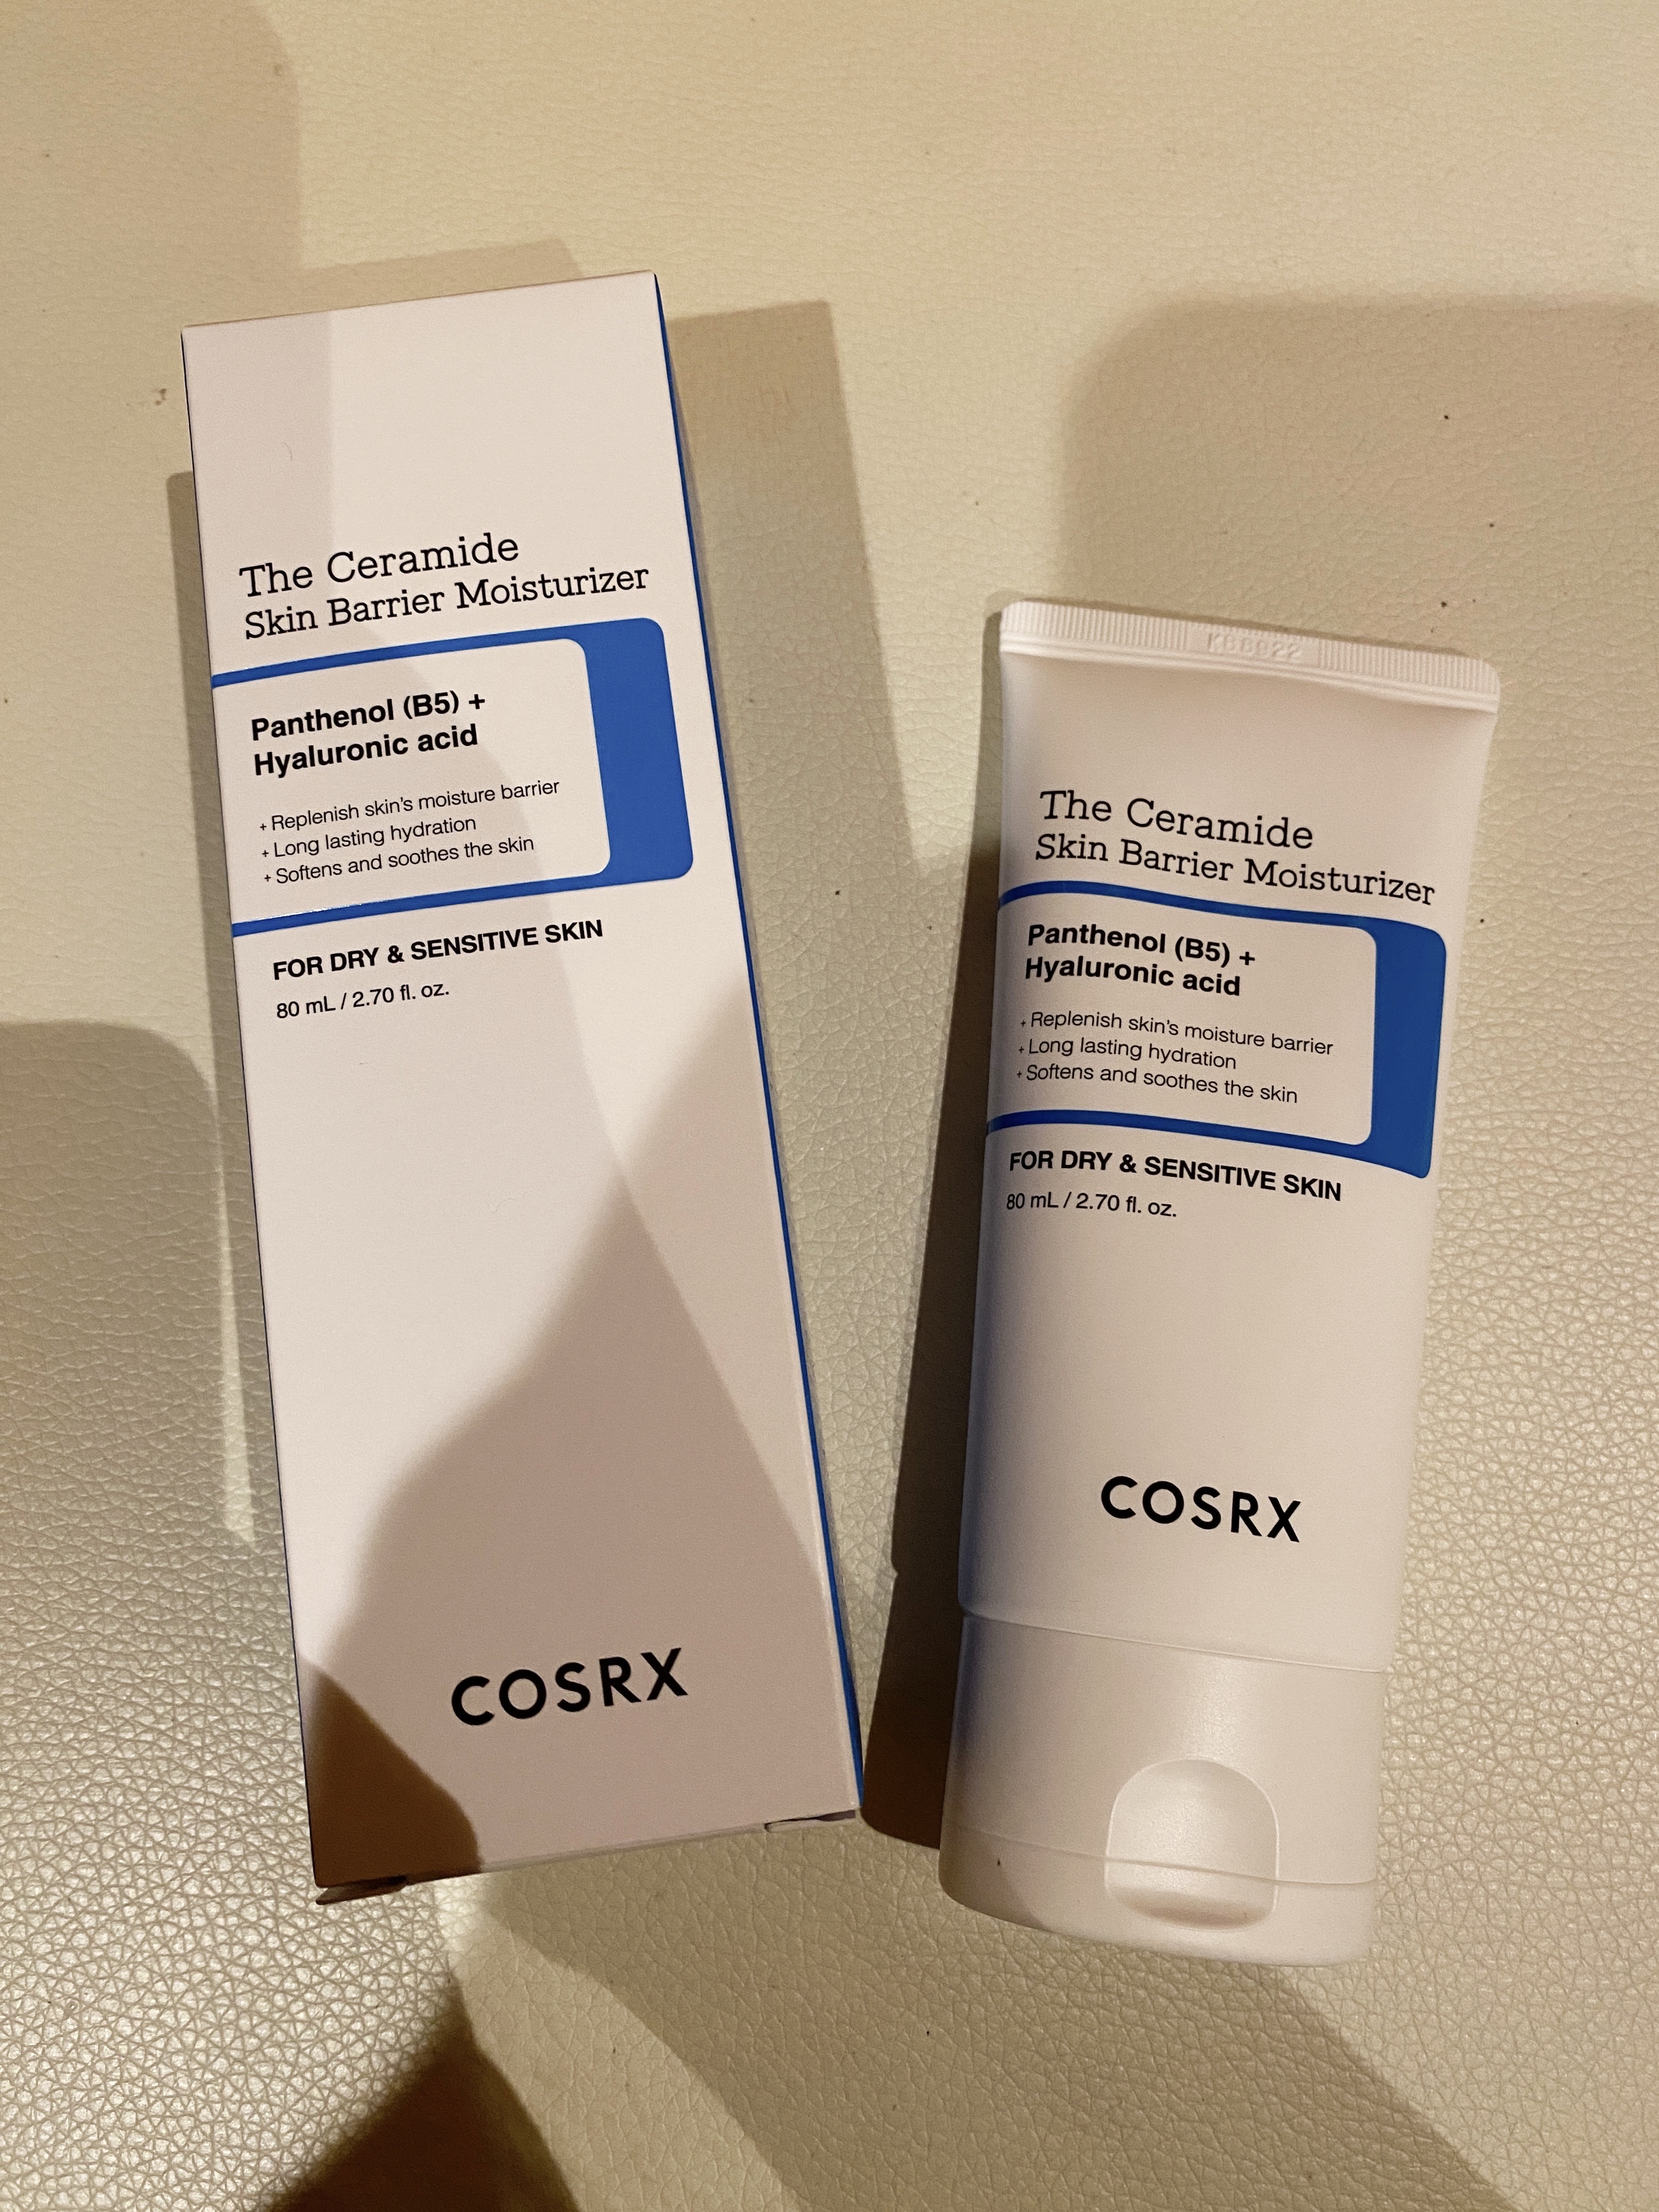 The Ceramide
Skin Barrier Moisturizer
Panthenol (B5) +
Hyaluronic acid
+ Replenish skin's moisture barrier
+ Long lasting hydration
+ Softens and soothes the skin
FOR DRY & SENSITIVE SKIN
80 mL / 2.70 fl. oz.
COSRX
The Ceramide
Skin Barrier Moisturizer
Panthenol (B5) +
Hyaluronic acid
+ Replenish skin's moisture barrier
+ Long lasting hydration
+ Softens and soothes the skin
FOR DRY & SENSITIVE SKIN
80 mL / 2.70 fl. oz.
COSRX